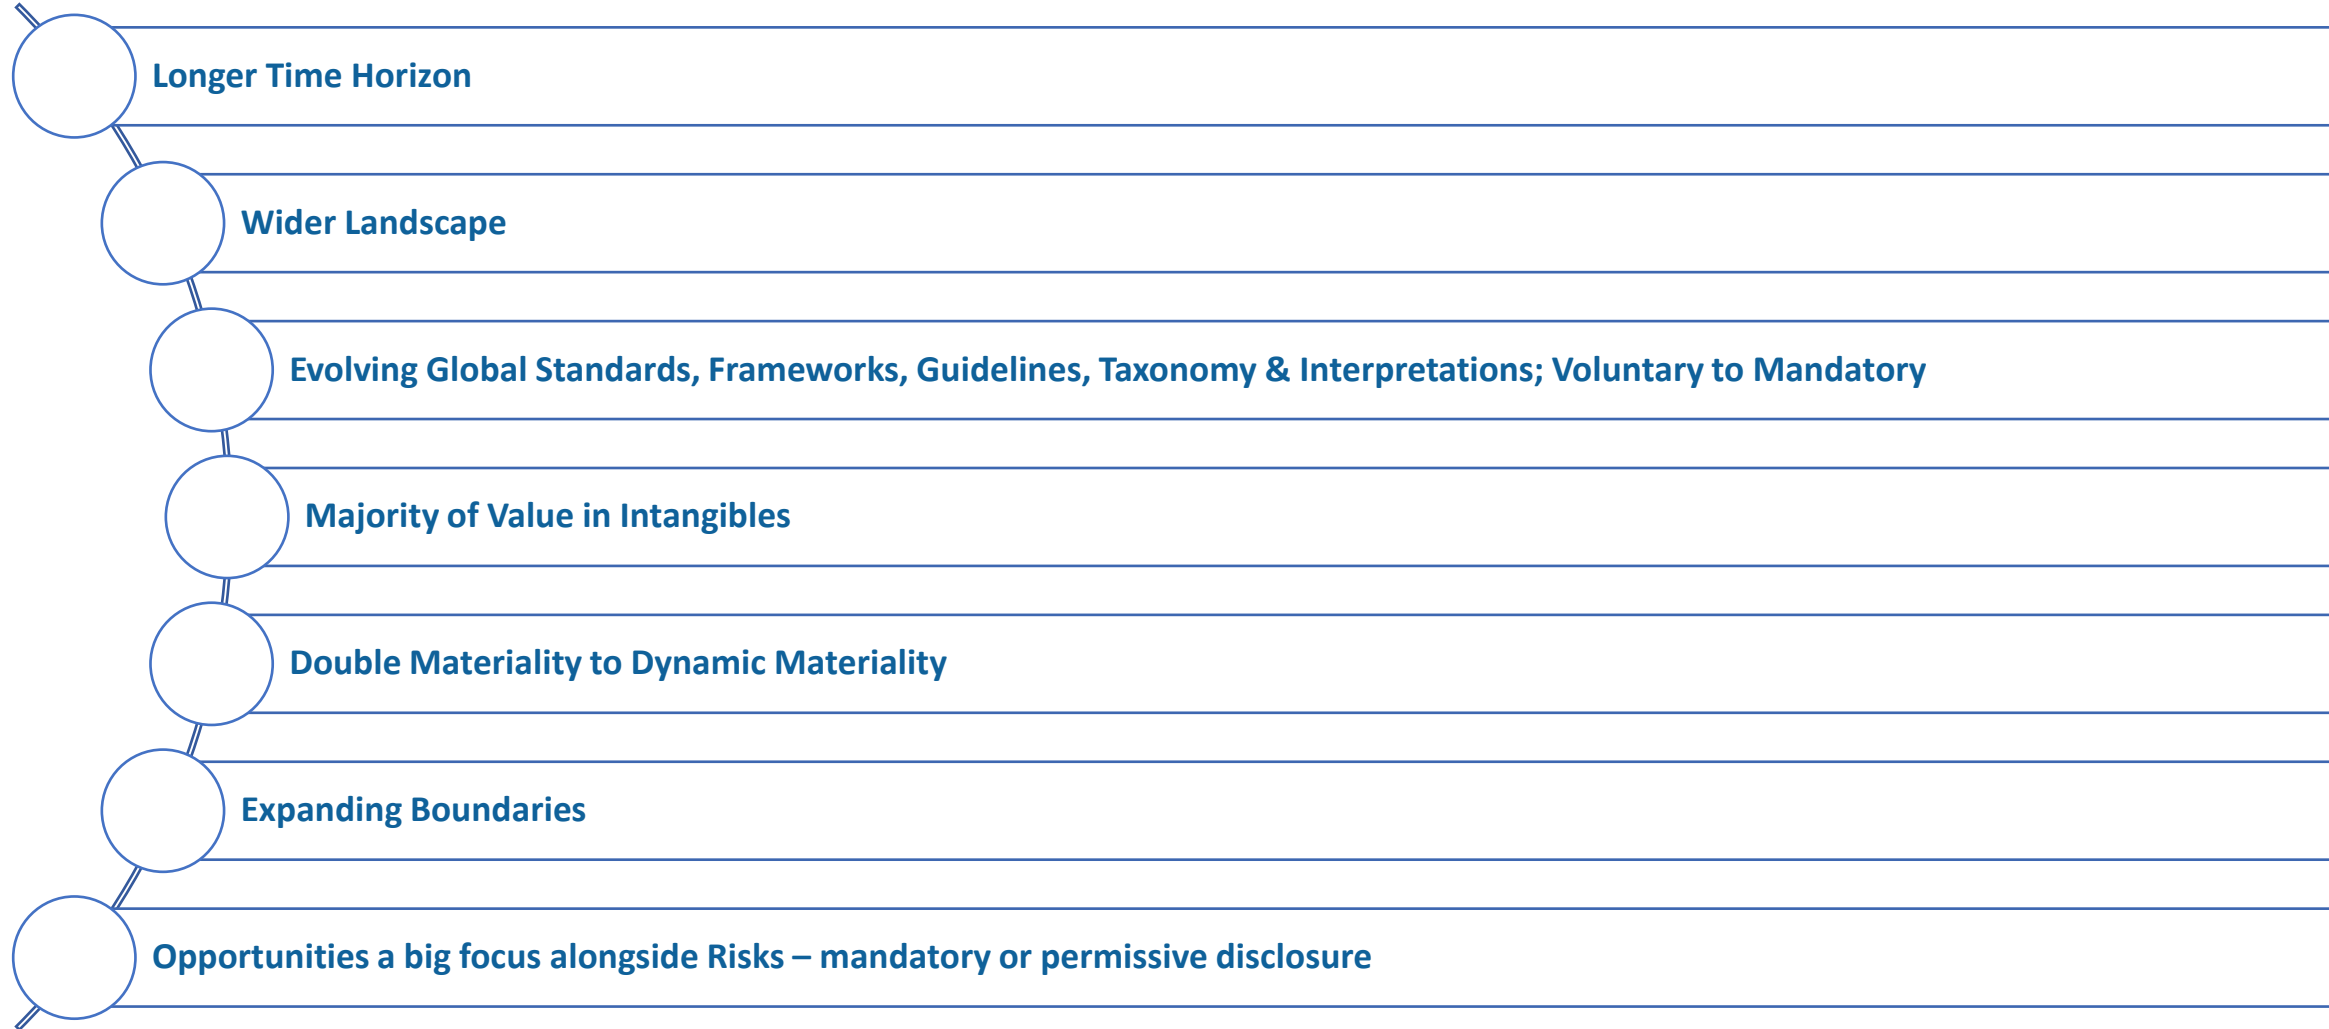 Longer Time Horizon
Wider Landscape
Evolving Global Standards, Frameworks, Guidelines, Taxonomy & Interpretations; Voluntary to Mandatory
Majority of Value in Intangibles
Double Materiality to Dynamic Materiality
Expanding Boundaries
Opportunities a big focus alongside Risks – mandatory or permissive disclosure